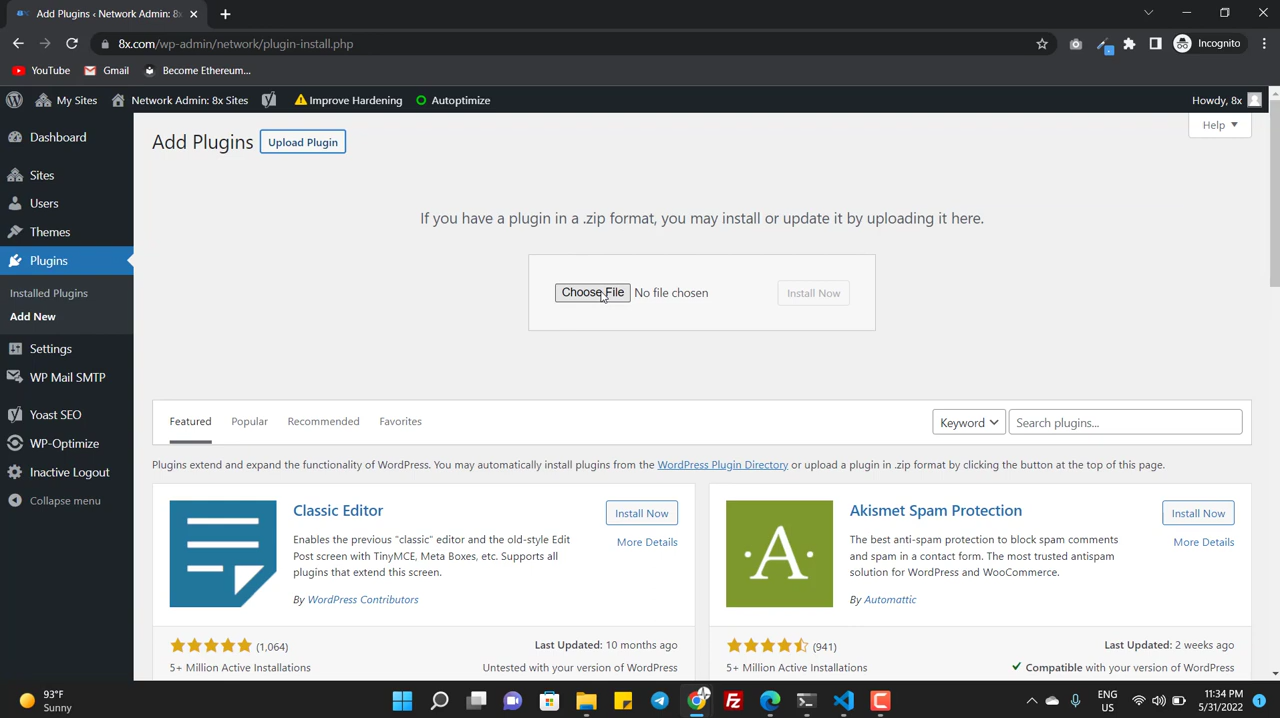 Add Plugins ‹ Network Admin: 8x
8x.com/wp-admin/network/plugin-install.php
Incognito
YouTube
Gmail
Become Ethereum...
My Sites
Network Admin: 8x Sites
Improve Hardening
Autoptimize
Howdy, 8x
Dashboard
Sites
Users
Themes
Plugins
Installed Plugins
Add New
Settings
WP Mail SMTP
Yoast SEO
WP-Optimize
Inactive Logout
Collapse menu
Add Plugins
Upload Plugin
Help
If you have a plugin in a .zip format, you may install or update it by uploading it here.
Choose File No file chosen
Install Now
Featured
Popular
Recommended
Favorites
Keyword
Search plugins...
Plugins extend and expand the functionality of WordPress. You may automatically install plugins from the WordPress Plugin Directory or upload a plugin in .zip format by clicking the button at the top of this page.
Classic Editor
Install Now
More Details
Enables the previous "classic" editor and the old-style Edit
Post screen with TinyMCE, Meta Boxes, etc. Supports all
plugins that extend this screen.
By WordPress Contributors
(1,064)
Last Updated: 10 months ago
5+ Million Active Installations
Untested with your version of WordPress
A
Akismet Spam Protection
Install Now
More Details
The best anti-spam protection to block spam comments
and spam in a contact form. The most trusted antispam
solution for WordPress and WooCommerce.
By Automattic
(941)
Last Updated: 2 weeks ago
5+ Million Active Installations
Compatible with your version of WordPress
93°F
Sunny
Fz
ENG
US
11:34 PM
5/31/2022
1